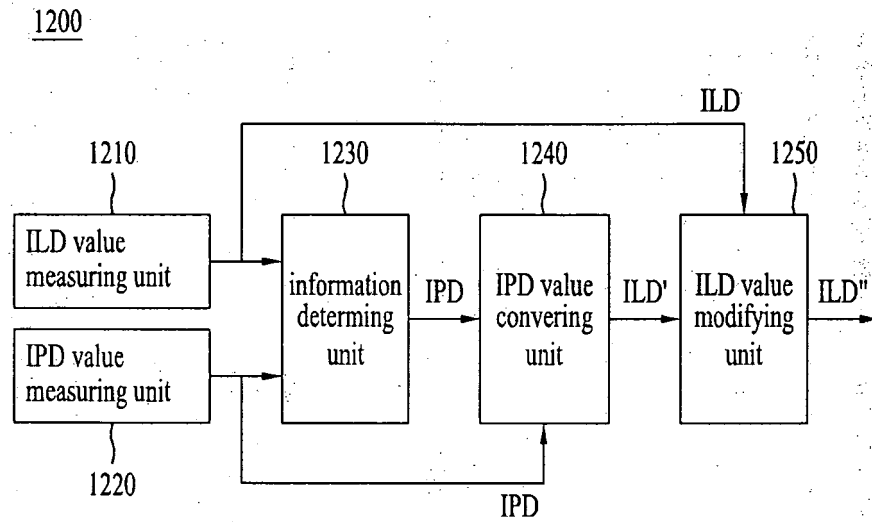 1200
ILD
1210
1230
1240
1250
ILD value
measuring unit
information
determing
unit
IPD
IPD value
convering
unit
ILD'
ILD value
modifying
unit
ILD"
IPD value
measuring unit
1220
IPD